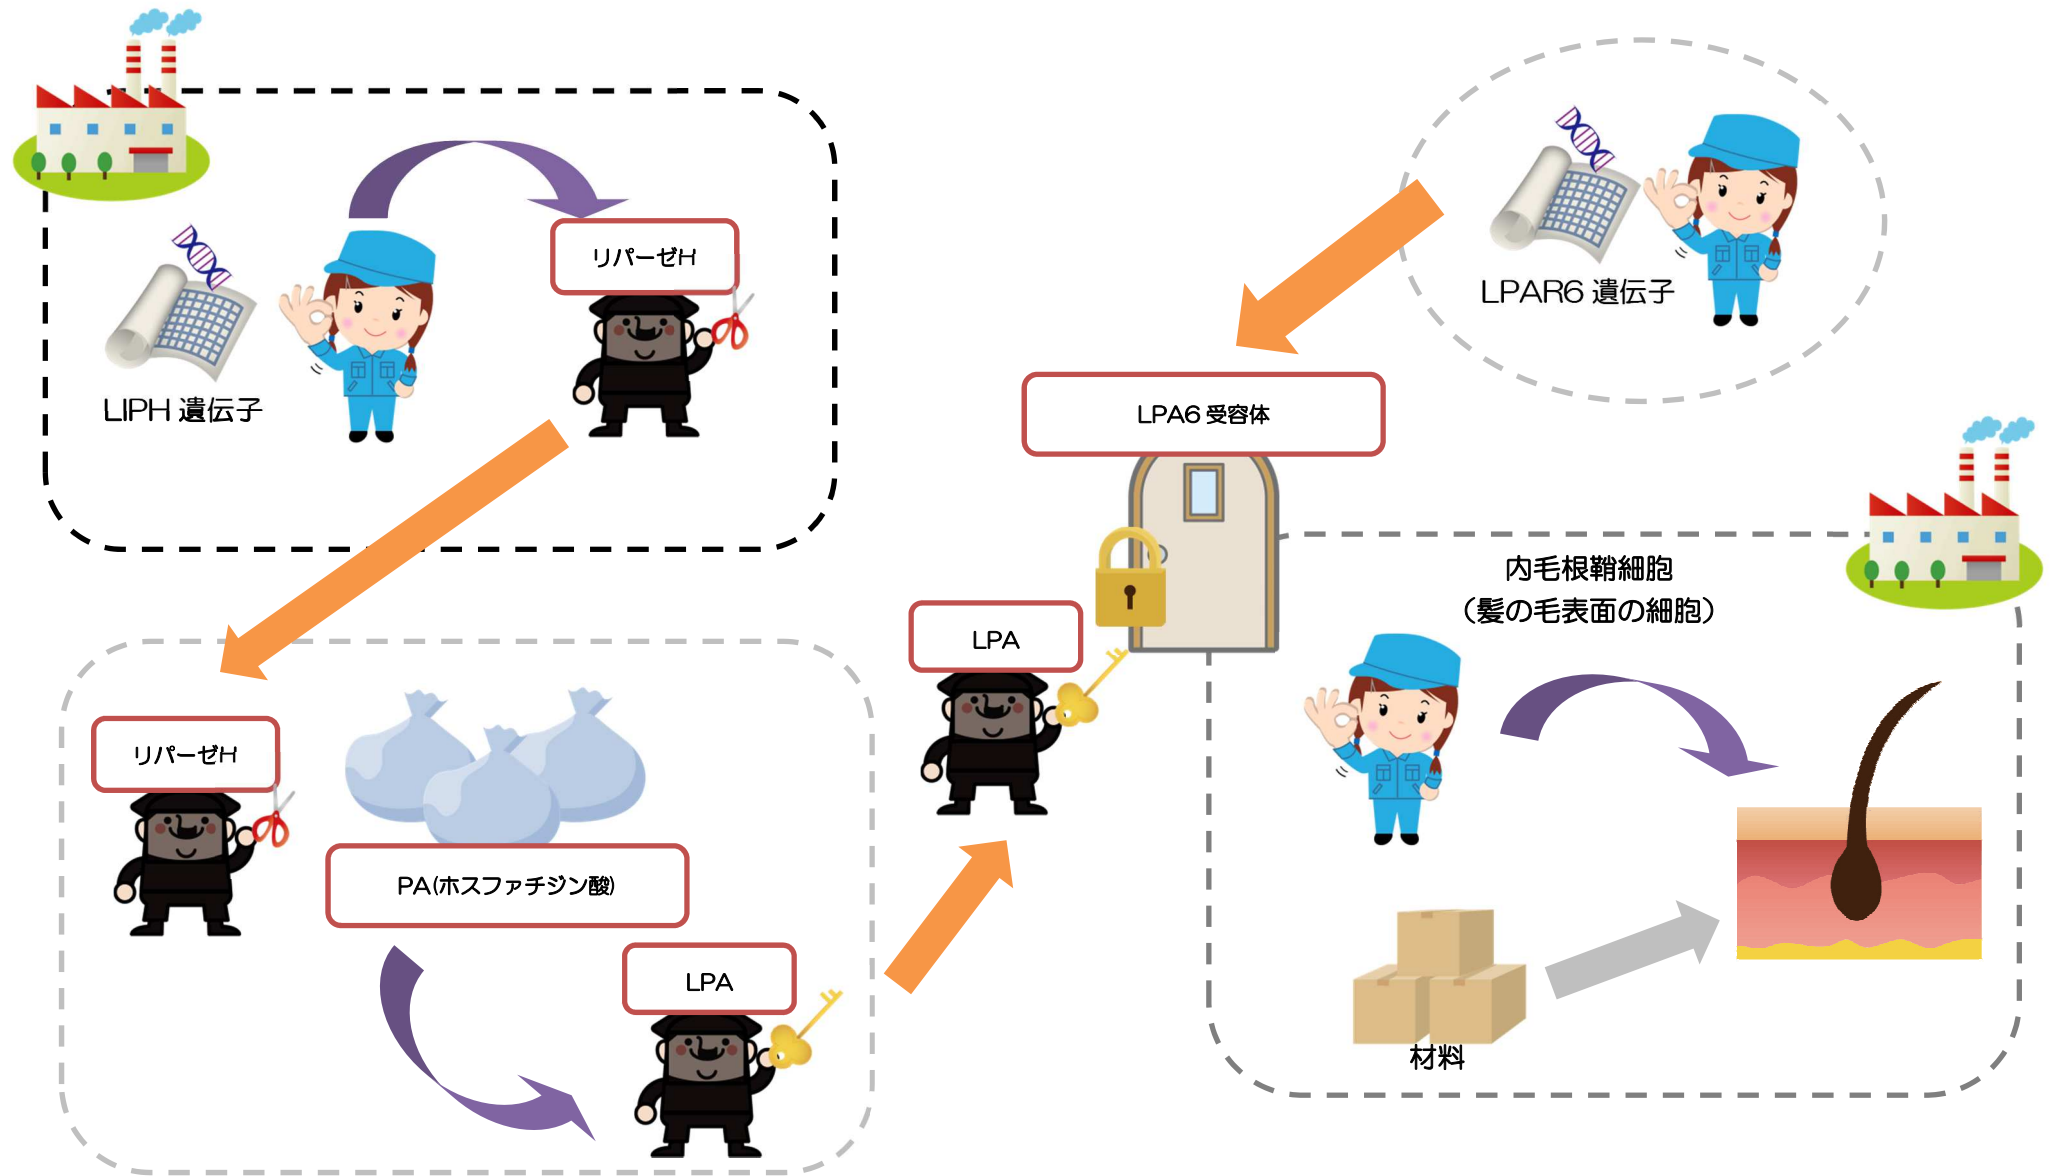 リパーゼH
LIPH 遺伝子
LPAR6 遺伝子
LPA6 受容体
内毛根鞘細胞
（髪の毛表面の細胞）
LPA
リパーゼH
PA(ホスファチジン酸)
LPA
材料